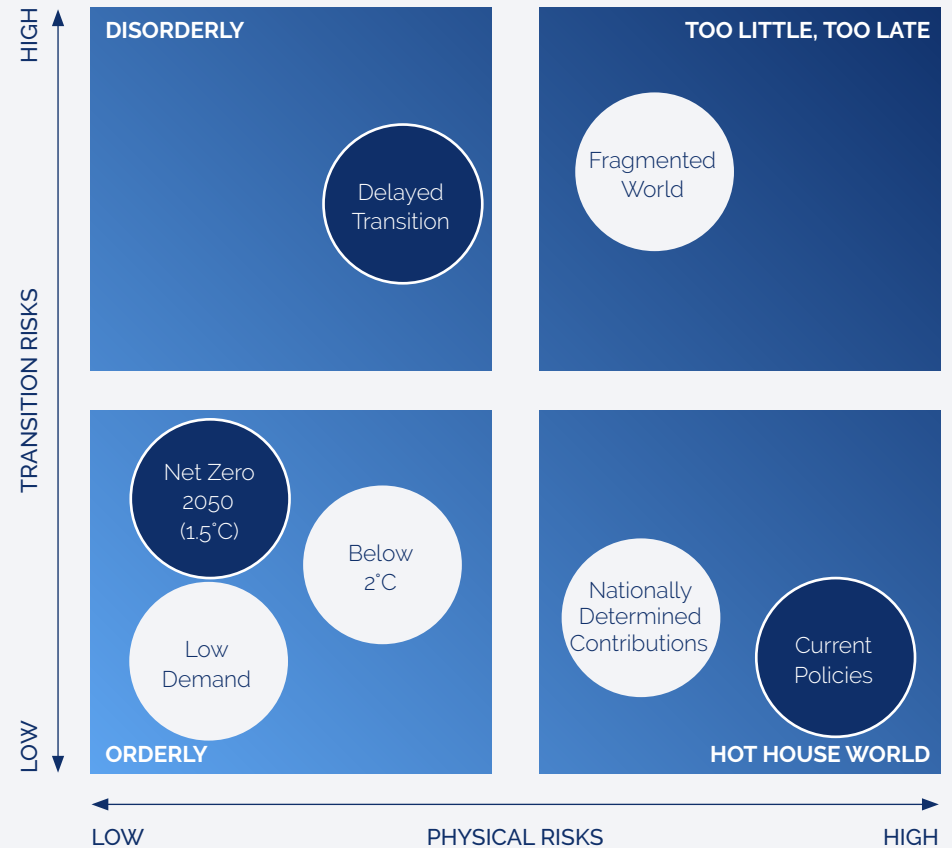 HIGH
TRANSITION RISKS
LOW
DISORDERLY
Delayed
Transition
TOO LITTLE, TOO LATE
Fragmented
World
Net Zero
2050
(1.5˚C)
Below
2˚C
Low
Demand
ORDERLY
Nationally
Determined
Contributions
Current
Policies
HOT HOUSE WORLD
LOW
PHYSICAL RISKS
HIGH